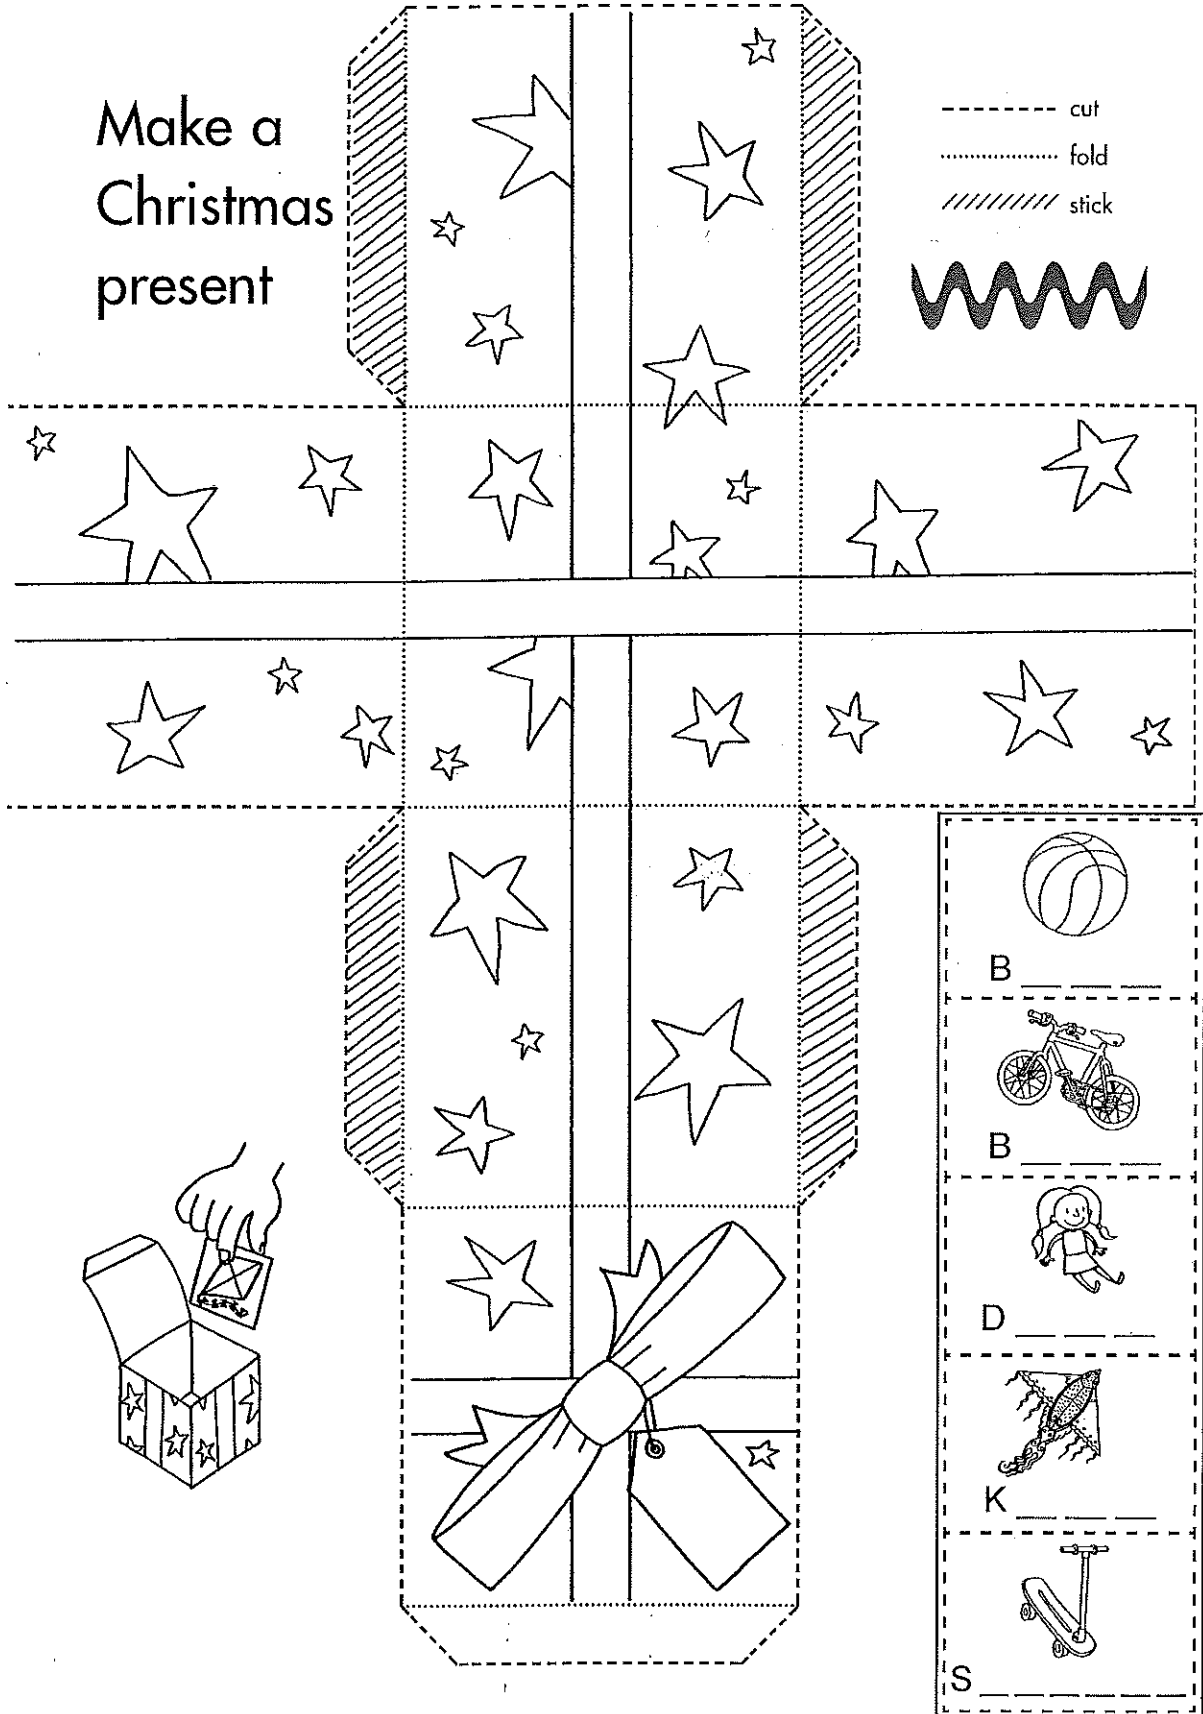 Make a
Christmas
present
cut
fold
stick
B _ _ _
B _ _ _
D _ _ _
K _ _ _
S _ _ _ _ _ _